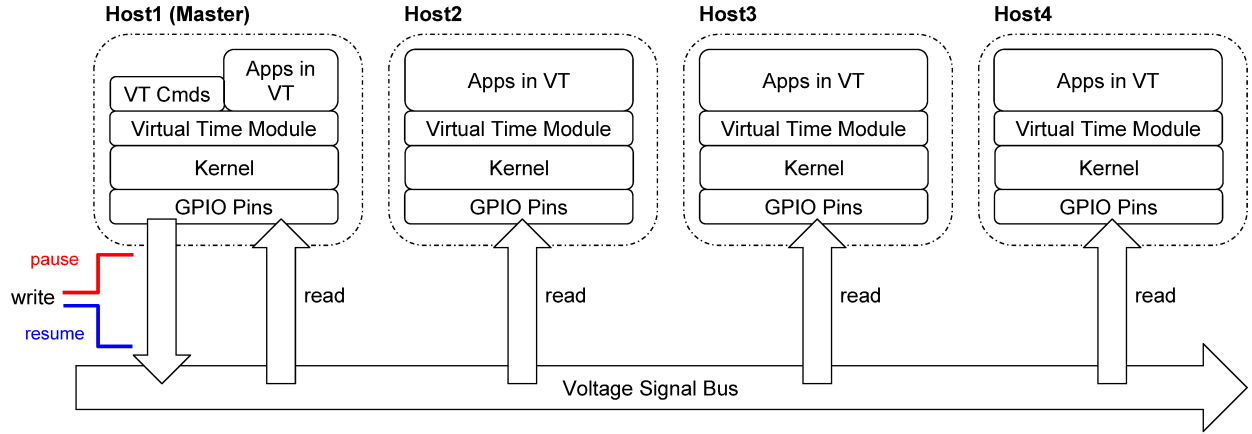 Host1 (Master)
Host2
Host3
Host4
VT Cmds
Apps in
VT
Virtual Time Module
Kernel
GPIO Pins
Apps in VT
Virtual Time Module
Kernel
GPIO Pins
Apps in VT
Virtual Time Module
Kernel
GPIO Pins
Apps in VT
Virtual Time Module
Kernel
GPIO Pins
pause
write
resume
read
read
read
read
Voltage Signal Bus